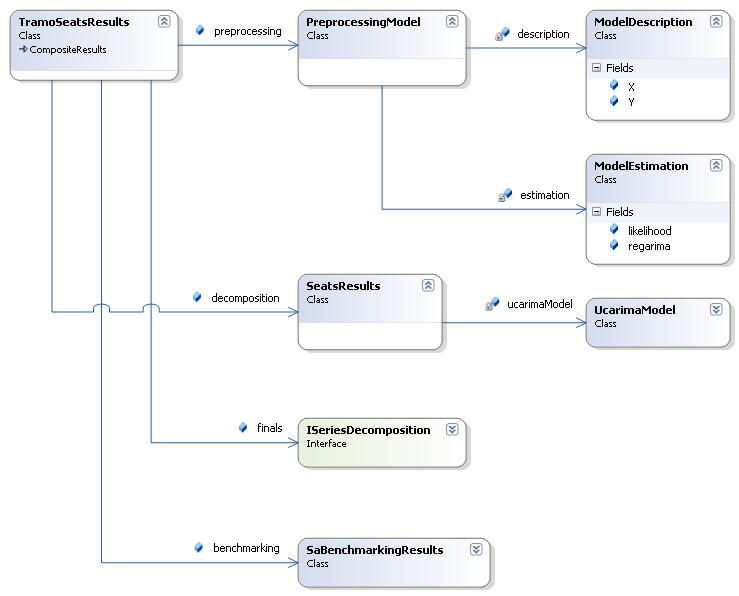 TramoSeatsResults
Class
CompositeResults
preprocessing
PreprocessingModel
Class
description
ModelDescription
Class
Fields
X
Y
estimation
ModelEstimation
Class
Fields
likelihood
regarima
decomposition
SeatsResults
Class
ucarimaModel
UcarimaModel
Class
finals
ISeriesDecomposition
Interface
benchmarking
SaBenchmarkingResults
Class